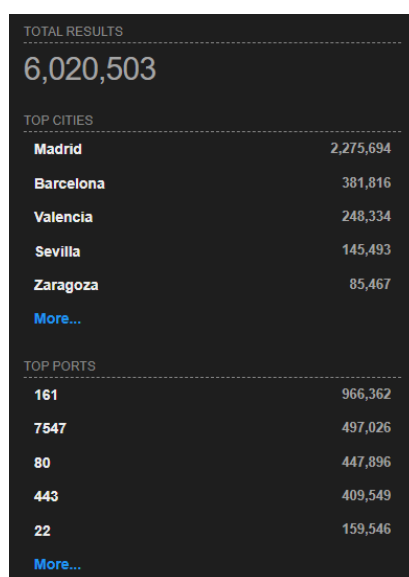 TOTAL RESULTS
6,020,503
TOP CITIES
Madrid 2,275,694
Barcelona 381,816
Valencia 248,334
Sevilla 145,493
Zaragoza 85,467
More...
TOP PORTS
161 966,362
7547 497,026
80 447,896
443 409,549
22 159,546
More...